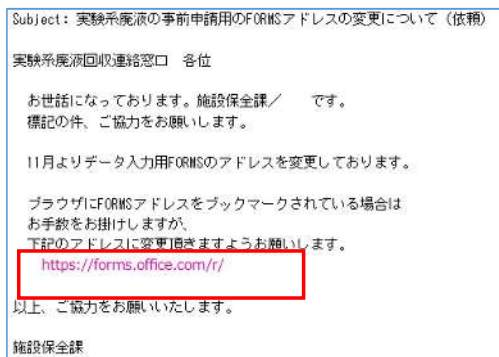 Subject: 実験系廃液の事前申請用のFORMSアドレスの変更について（依頼）
実験系廃液回収連絡窓口　各位
お世話になっております。施設保全課／　　です。
標記の件、ご協力をお願いします。
11月よりデータ入力用FORMSのアドレスを変更しております。
ブラウザにFORMSアドレスをブックマークされている場合は
お手数をお掛けしますが、
下記のアドレスに変更頂きますようお願いします。
https://forms.office.com/r/
以上、ご協力をお願いいたします。
施設保全課